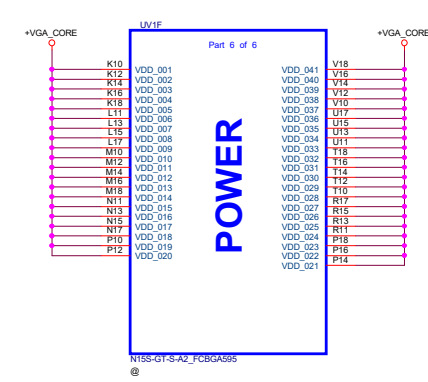 UV1F
+VGA_CORE
+VGA_CORE
Part 6 of 6
K10 VDD_001
K12 VDD_002
K14 VDD_003
K16 VDD_004
K18 VDD_005
L11 VDD_006
L13 VDD_007
L15 VDD_008
L17 VDD_009
M10 VDD_010
M12 VDD_011
M14 VDD_012
M16 VDD_013
M18 VDD_014
N11 VDD_015
N13 VDD_016
N15 VDD_017
N17 VDD_018
P10 VDD_019
P12 VDD_020
POWER
VDD_041 V18
VDD_040 V16
VDD_039 V14
VDD_038 V12
VDD_037 V10
VDD_036 U17
VDD_035 U15
VDD_034 U13
VDD_033 U11
VDD_032 T18
VDD_031 T16
VDD_030 T14
VDD_029 T12
VDD_028 T10
VDD_027 R17
VDD_026 R15
VDD_025 R13
VDD_024 R11
VDD_023 P18
VDD_022 P16
VDD_021 P14
N15S-GT-S-A2_FCBGA595
@